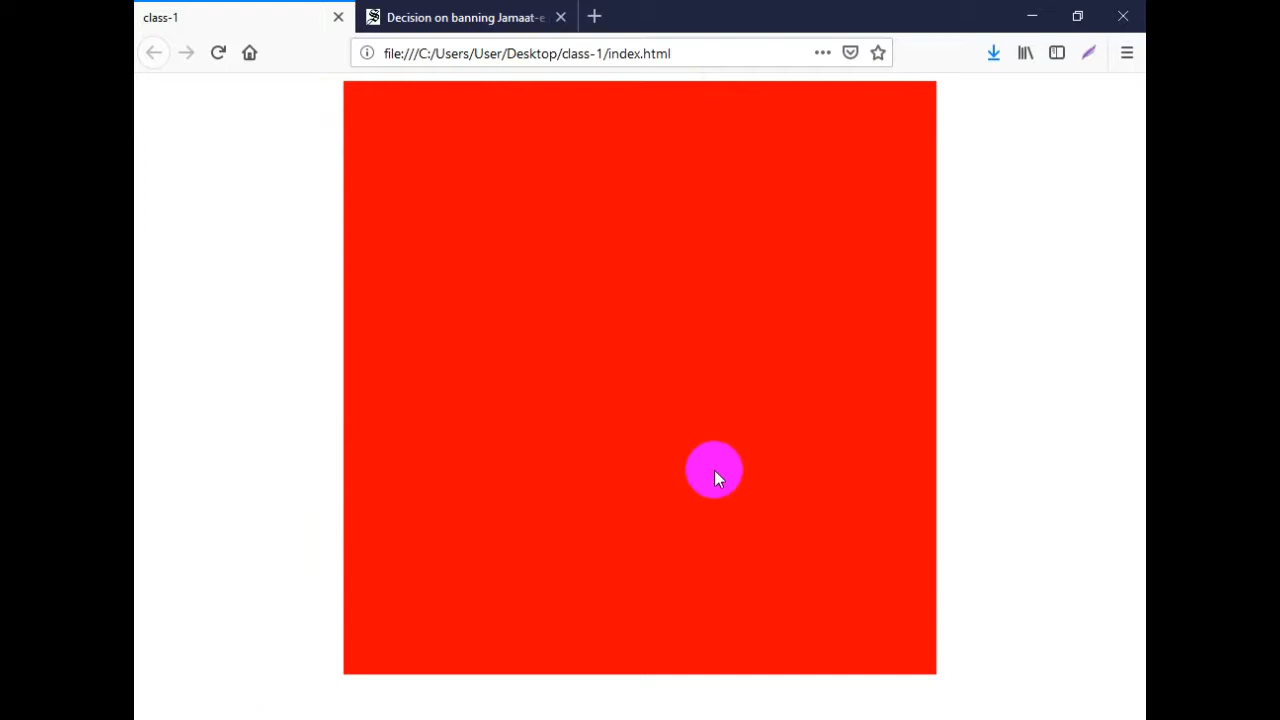 class-1
Decision on banning Jamaat-e
file:///C:/Users/User/Desktop/class-1/index.html